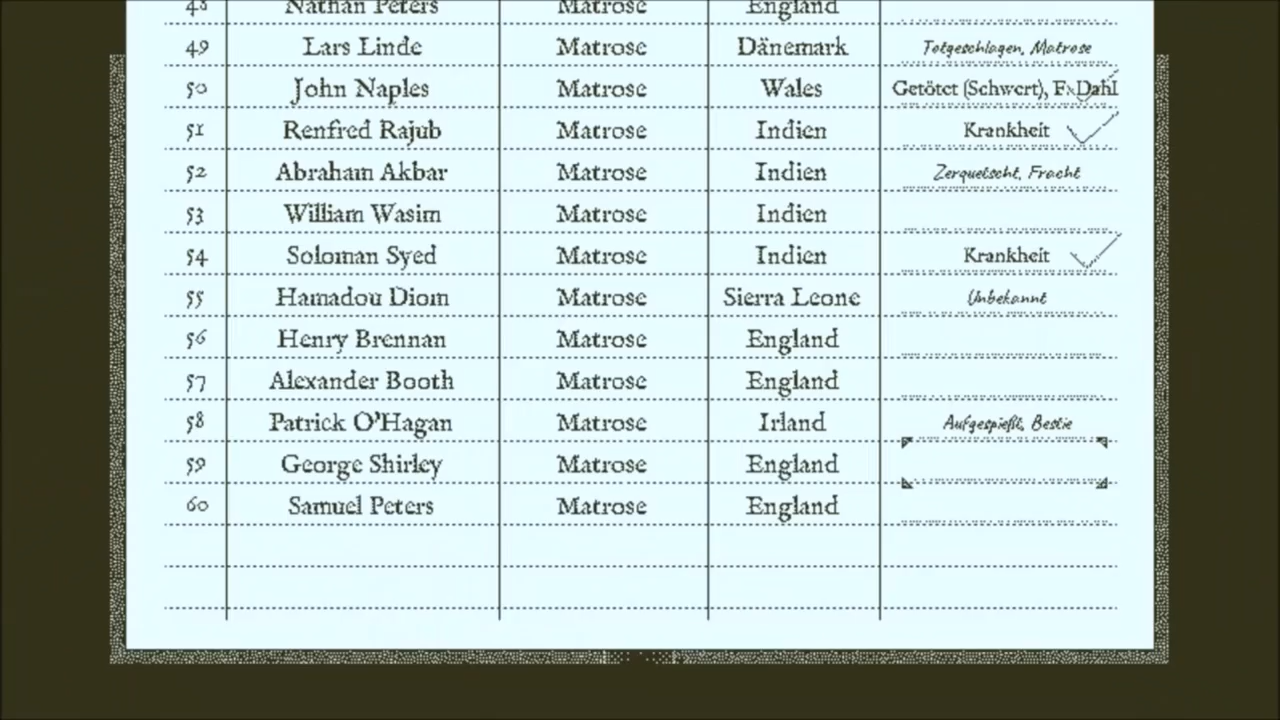 48 Nathan Peters Matrose England
49 Lars Linde Matrose Dänemark Totgeschlagen, Matrose
50 John Naples Matrose Wales Getötet (Schwert), F. Dahl
51 Renfred Rajub Matrose Indien Krankheit
52 Abraham Akbar Matrose Indien Zerquetscht, Fracht
53 William Wasim Matrose Indien
54 Soloman Syed Matrose Indien Krankheit
55 Hamadou Diom Matrose Sierra Leone Unbekannt
56 Henry Brennan Matrose England
57 Alexander Booth Matrose England
58 Patrick O'Hagan Matrose Irland Aufgespießt, Bestie
59 George Shirley Matrose England
60 Samuel Peters Matrose England